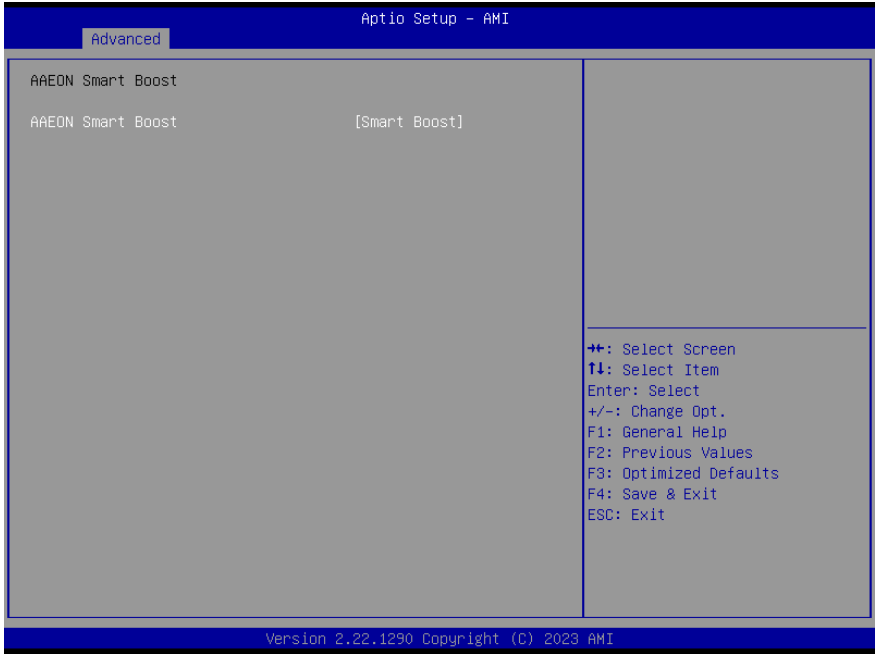 Aptio Setup – AMI
Advanced
AAEON Smart Boost
AAEON Smart Boost [Smart Boost]
→←: Select Screen
↑↓: Select Item
Enter: Select
+/-: Change Opt.
F1: General Help
F2: Previous Values
F3: Optimized Defaults
F4: Save & Exit
ESC: Exit
Version 2.22.1290 Copyright (C) 2023 AMI